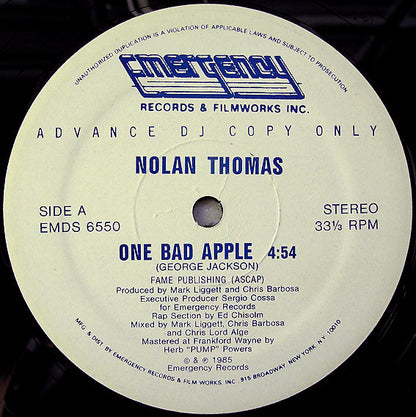 UNAUTHORIZED DUPLICATION IS A VIOLATION OF APPLICABLE LAWS AND SUBJECT TO PROSECUTION.
Emergency
RECORDS & FILMWORKS INC.
ADVANCE DJ COPY ONLY
NOLAN THOMAS
SIDE A
EMDS 6550
STEREO
33⅓ RPM
ONE BAD APPLE 4:54
(GEORGE JACKSON)
FAME PUBLISHING (ASCAP)
Produced by Mark Liggett and Chris Barbosa
Executive Producer Sergio Cossa
for Emergency Records
Rap Section by Ed Chisolm
Mixed by Mark Liggett, Chris Barbosa
and Chris Lord Alge
Mastered at Frankford Wayne by
Herb "PUMP" Powers
© & ℗ 1985
EMERGENCY RECORDS & FILM WORKS INC.
MFG. & DIST. BY EMERGENCY RECORDS & FILM WORKS INC. 915 BROADWAY, NEW YORK, N.Y. 10010